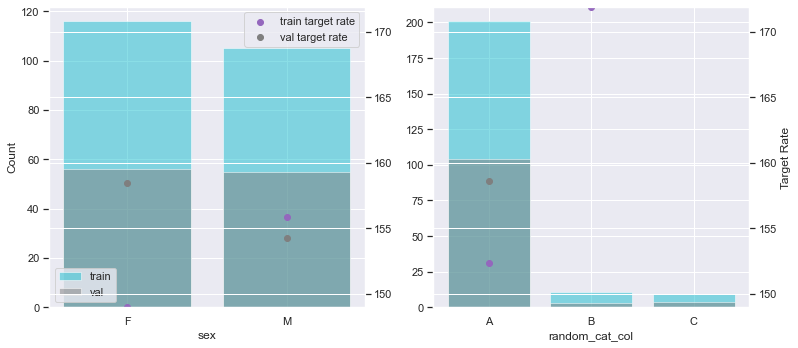 120
100
80
60
40
20
0
Count
170
165
160
155
150
train target rate
val target rate
train
val
F
M
sex
200
175
150
125
100
75
50
25
0
170
165
160
155
150
Target Rate
A
B
C
random_cat_col